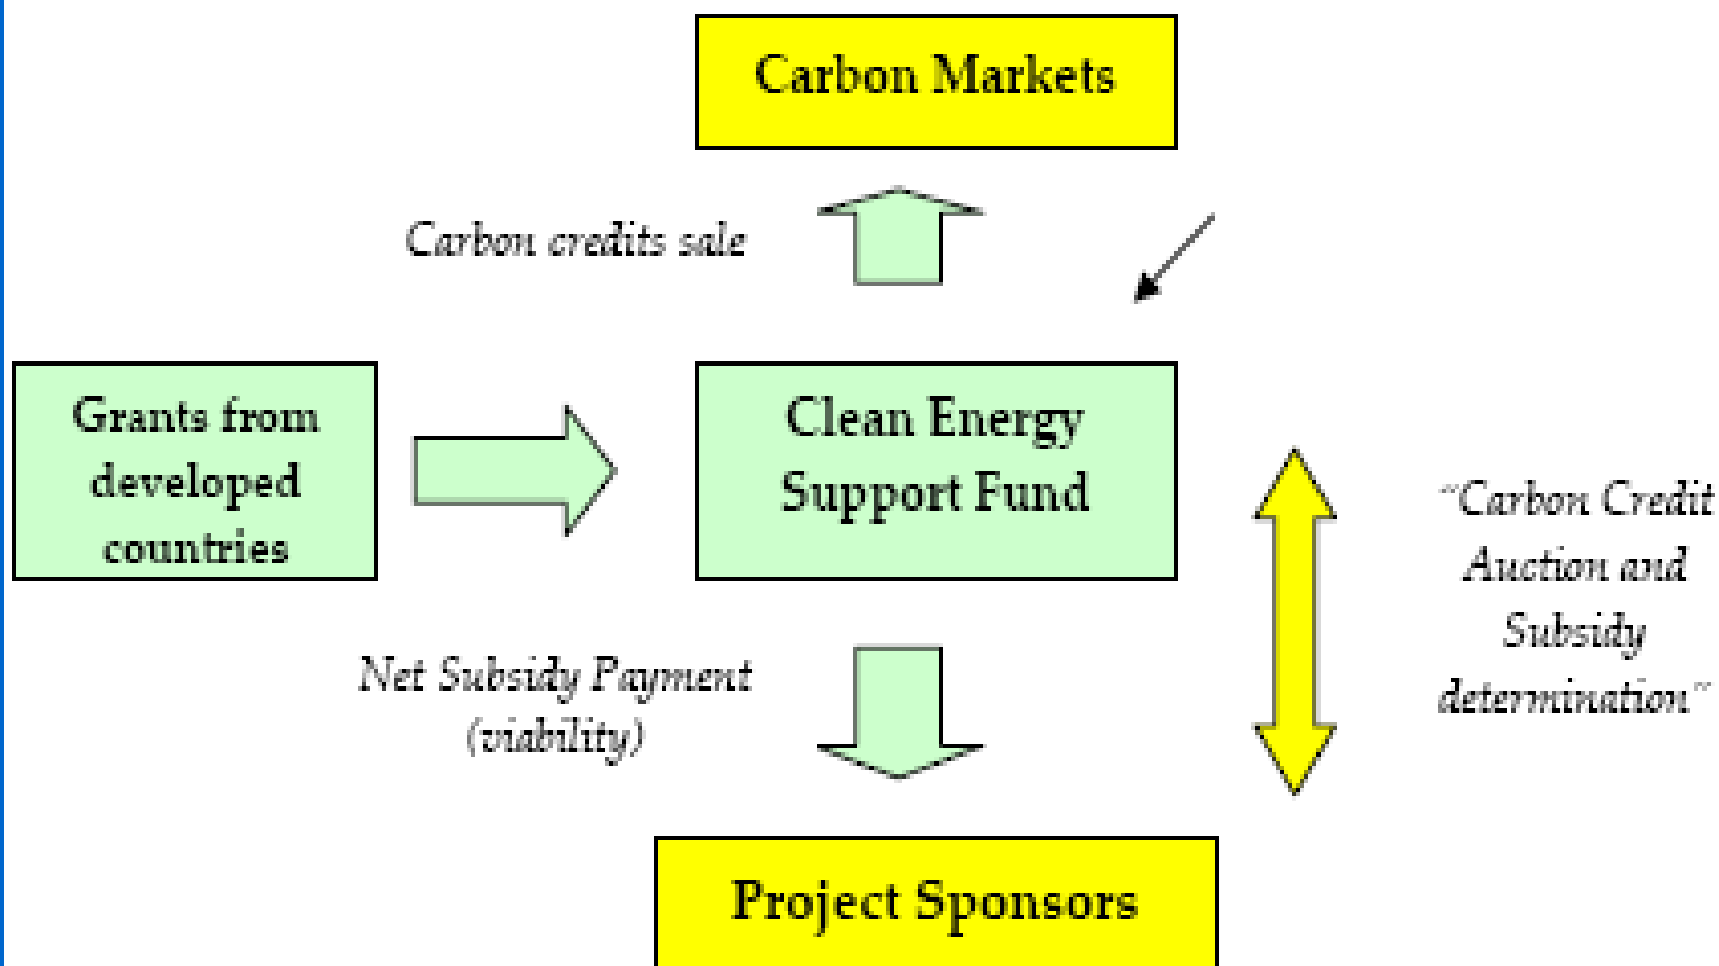 Carbon Markets
Carbon credits sale
Grants from
developed
countries
Clean Energy
Support Fund
~Carbon Credit
Auction and
Subsidy
determination~
Net Subsidy Payment
(viability)
Project Sponsors